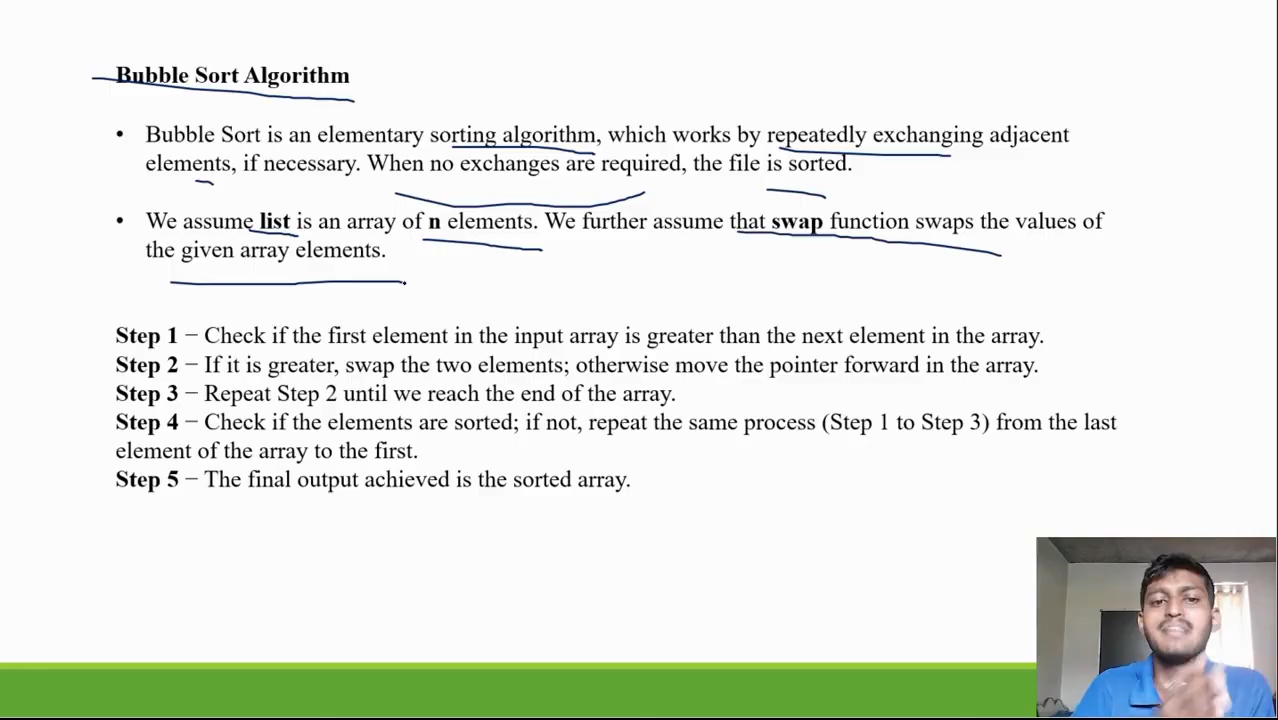 Bubble Sort Algorithm
• Bubble Sort is an elementary sorting algorithm, which works by repeatedly exchanging adjacent
elements, if necessary. When no exchanges are required, the file is sorted.
• We assume list is an array of n elements. We further assume that swap function swaps the values of
the given array elements.
Step 1 − Check if the first element in the input array is greater than the next element in the array.
Step 2 − If it is greater, swap the two elements; otherwise move the pointer forward in the array.
Step 3 − Repeat Step 2 until we reach the end of the array.
Step 4 − Check if the elements are sorted; if not, repeat the same process (Step 1 to Step 3) from the last
element of the array to the first.
Step 5 − The final output achieved is the sorted array.